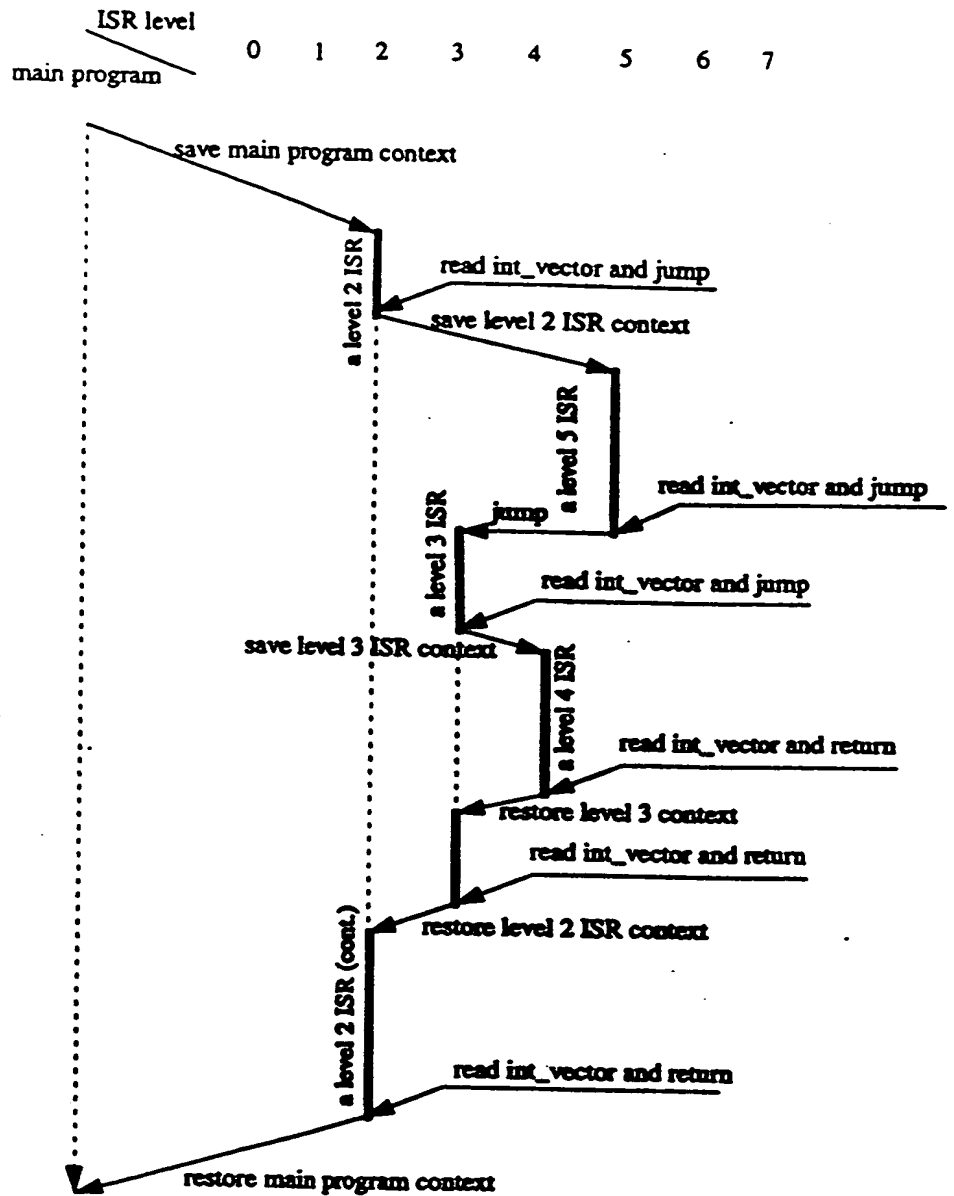 ISR level
main program
0 1 2 3 4 5 6 7
save main program context
a level 2 ISR
read int_vector and jump
save level 2 ISR context
a level 5 ISR
read int_vector and jump
jump
a level 3 ISR
read int_vector and jump
save level 3 ISR context
a level 4 ISR
read int_vector and return
restore level 3 context
read int_vector and return
restore level 2 ISR context
a level 2 ISR (cont.)
read int_vector and return
restore main program context